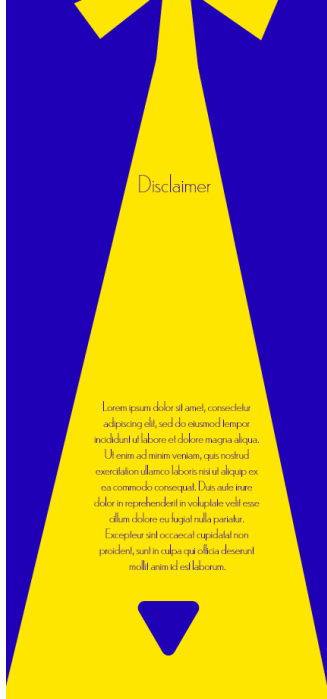 Disclaimer
Lorem ipsum dolor sit amet, consectetur
adipiscing elit, sed do eiusmod tempor
incididunt ut labore et dolore magna aliqua.
Ut enim ad minim veniam, quis nostrud
exercitation ullamco laboris nisi ut aliquip ex
ea commodo consequat. Duis aute irure
dolor in reprehenderit in voluptate velit esse
cillum dolore eu fugiat nulla pariatur.
Excepteur sint occaecat cupidatat non
proident, sunt in culpa qui officia deserunt
mollit anim id est laborum.